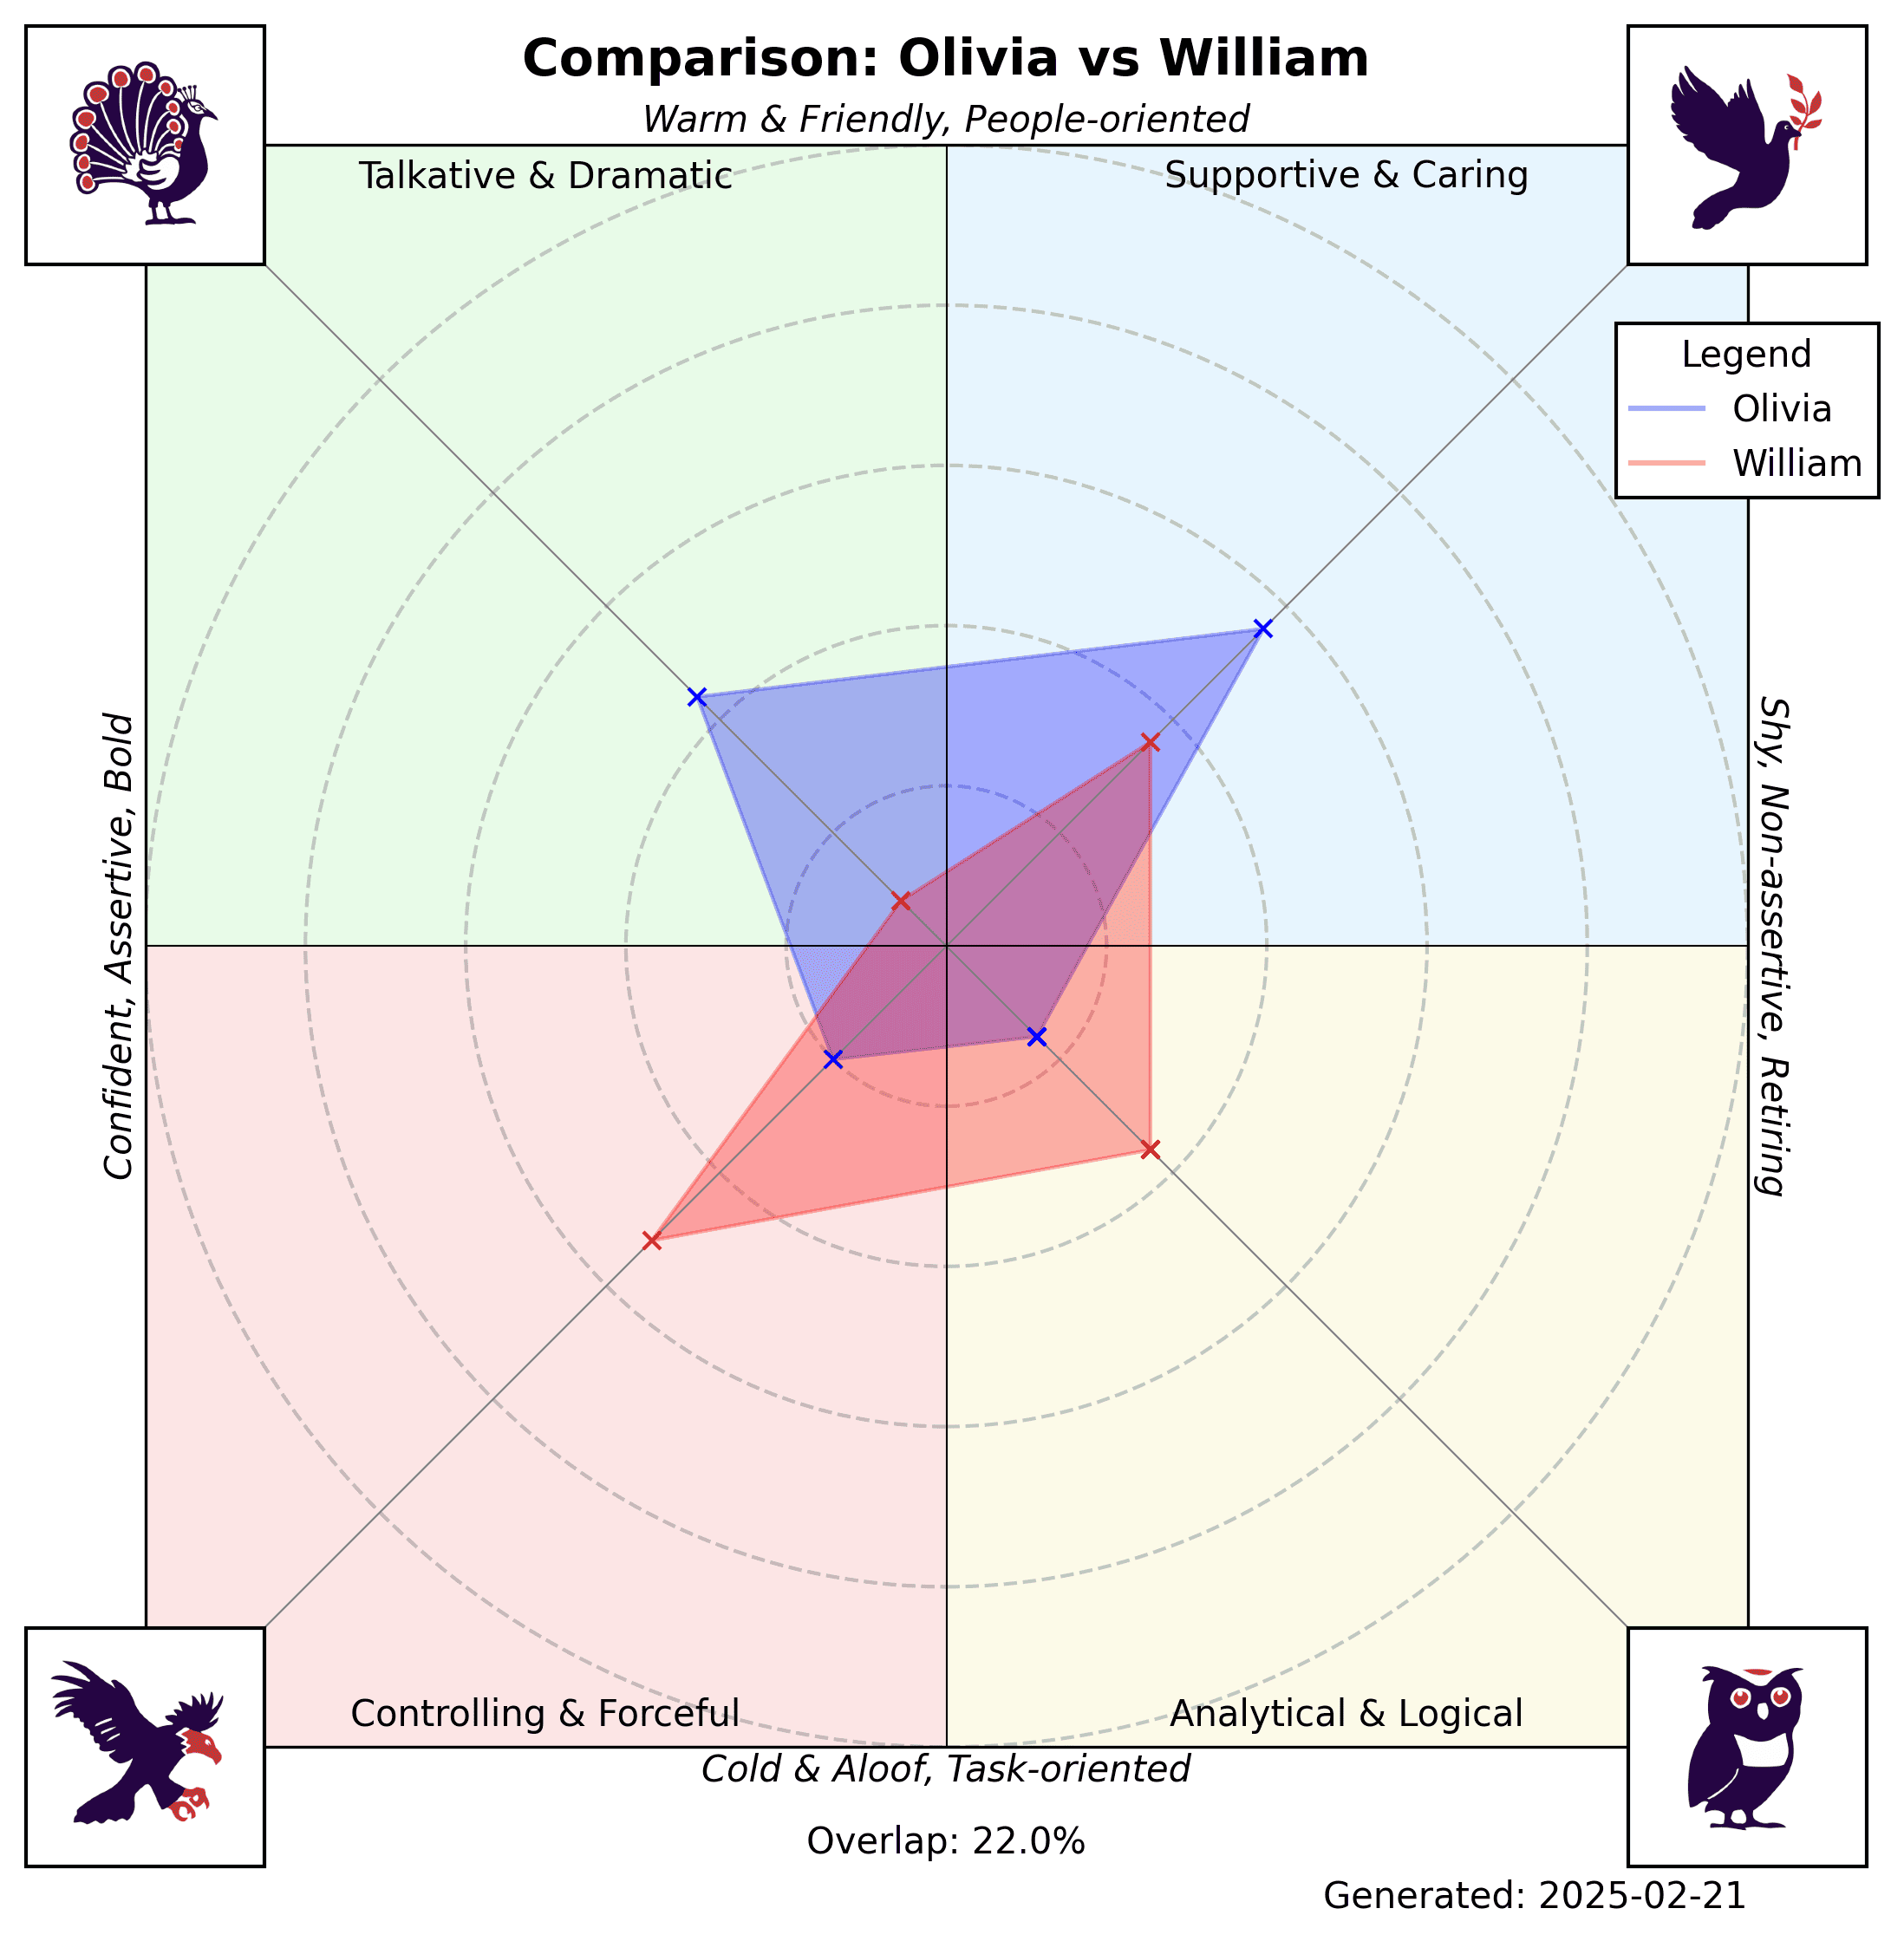 Comparison: Olivia vs William
Warm & Friendly, People-oriented
Talkative & Dramatic
Supportive & Caring
Legend
Olivia
William
Confident, Assertive, Bold
Shy, Non-assertive, Retiring
Controlling & Forceful
Analytical & Logical
Cold & Aloof, Task-oriented
Overlap: 22.0%
Generated: 2025-02-21